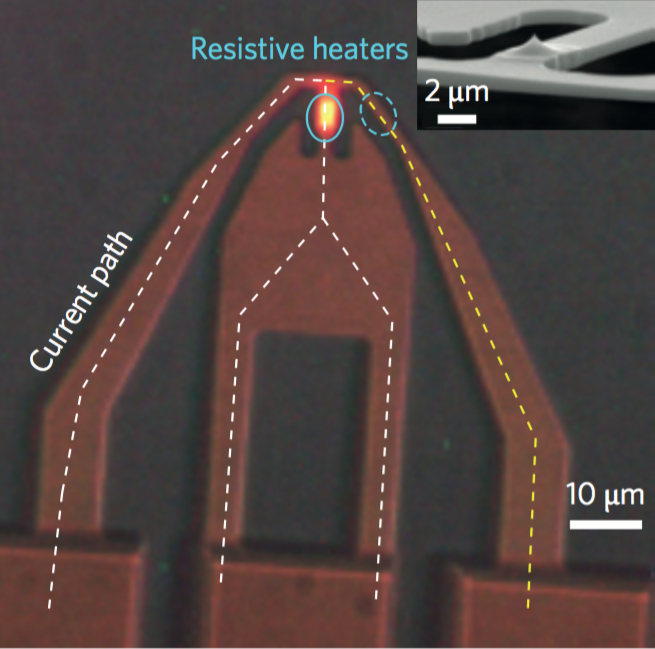 Resistive heaters
2 μm
Current path
10 μm